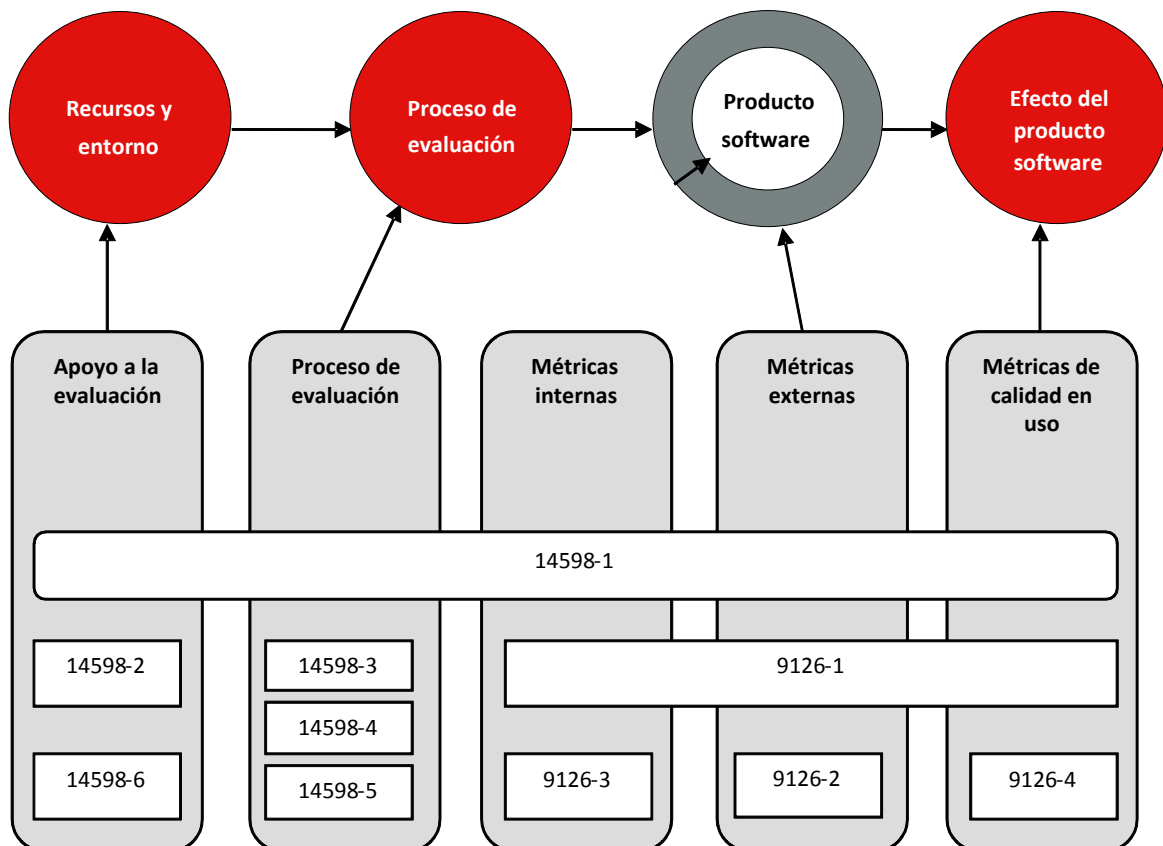 Recursos y
entorno
Proceso de
evaluación
Producto
software
Efecto del
producto
software
Apoyo a la
evaluación
Proceso de
evaluación
Métricas
internas
Métricas
externas
Métricas de
calidad en
uso
14598-1
14598-2
14598-3
9126-1
14598-4
14598-6
14598-5
9126-3
9126-2
9126-4